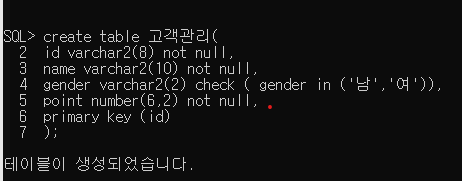 SQL> create table 고객관리(
2 id varchar2(8) not null,
3 name varchar2(10) not null,
4 gender varchar2(2) check ( gender in ('남','여')),
5 point number(6,2) not null,
6 primary key (id)
7 );
테이블이 생성되었습니다.